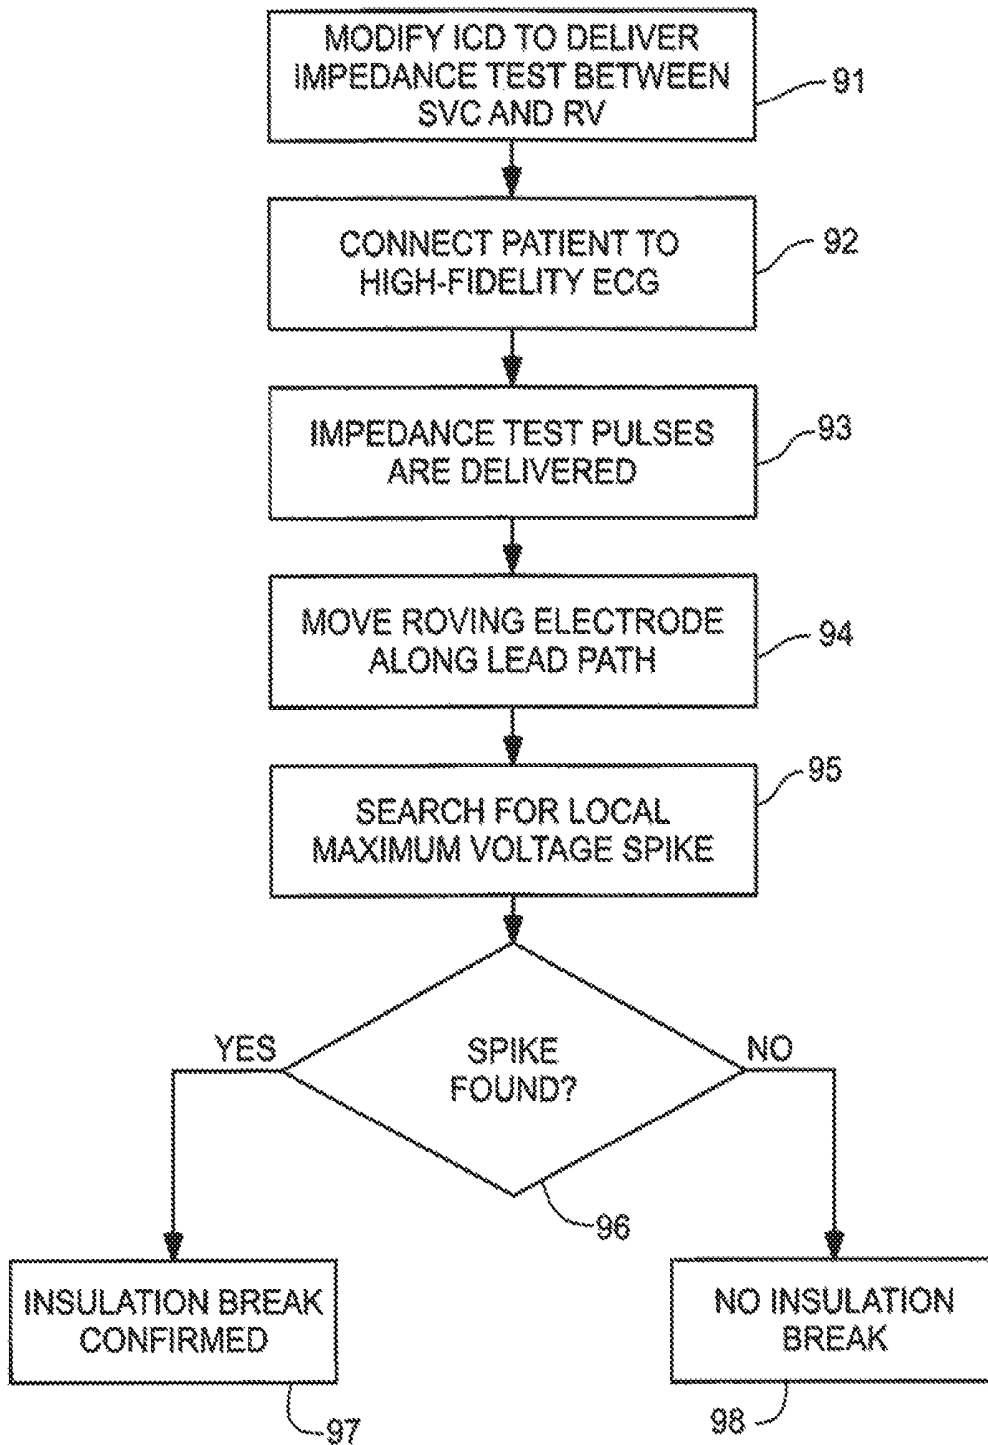 MODIFY ICD TO DELIVER
IMPEDANCE TEST BETWEEN
SVC AND RV
91
CONNECT PATIENT TO
HIGH-FIDELITY ECG
92
IMPEDANCE TEST PULSES
ARE DELIVERED
93
MOVE ROVING ELECTRODE
ALONG LEAD PATH
94
SEARCH FOR LOCAL
MAXIMUM VOLTAGE SPIKE
95
YES
SPIKE
FOUND?
NO
96
INSULATION BREAK
CONFIRMED
97
NO INSULATION
BREAK
98